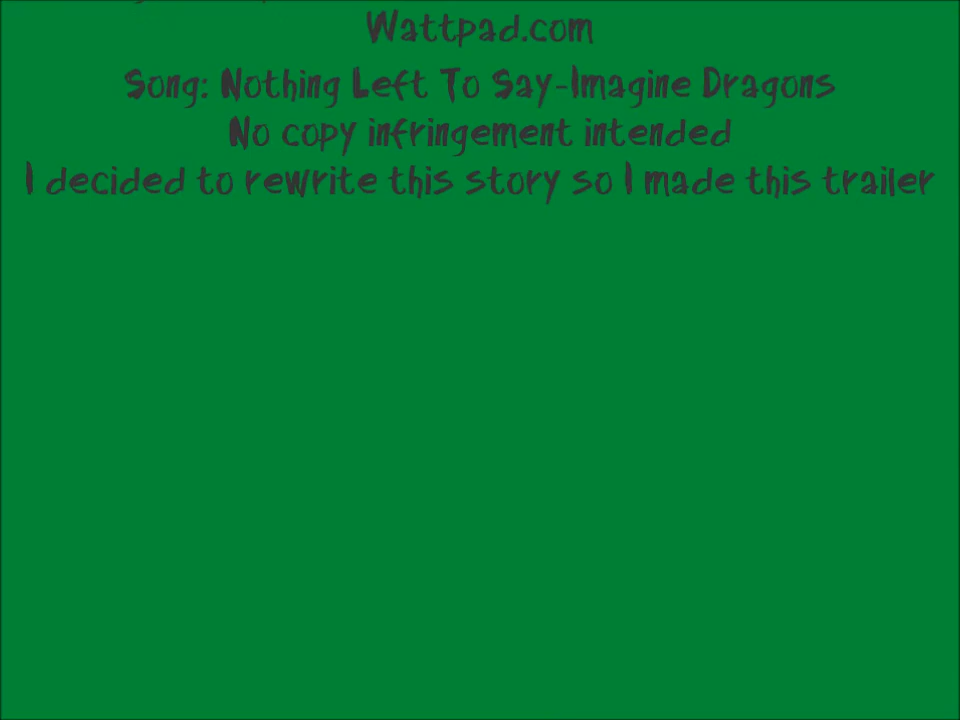 Wattpad.com
Song: Nothing Left To Say-Imagine Dragons
No copy infringement intended
I decided to rewrite this story so I made this trailer